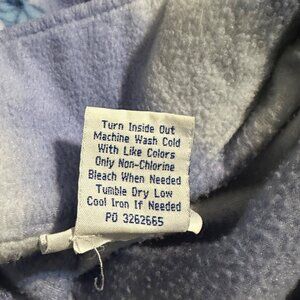 Turn Inside Out
Machine Wash Cold
With Like Colors
Only Non-Chlorine
Bleach When Needed
Tumble Dry Low
Cool Iron If Needed
PO 3262665